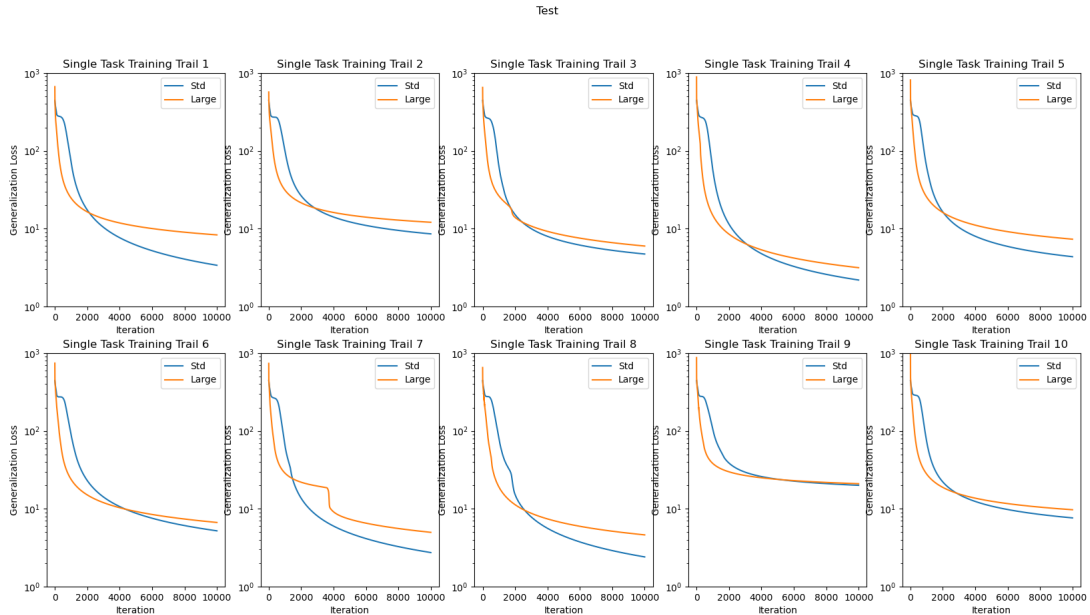 Test
Single Task Training Trail 1
Single Task Training Trail 2
Single Task Training Trail 3
Single Task Training Trail 4
Single Task Training Trail 5
Generalization Loss
10³
10²
10¹
10⁰
Std
Large
0 2000 4000 6000 8000 10000
Iteration
Generalization Loss
10³
10²
10¹
10⁰
Std
Large
0 2000 4000 6000 8000 10000
Iteration
Generalization Loss
10³
10²
10¹
10⁰
Std
Large
0 2000 4000 6000 8000 10000
Iteration
Generalization Loss
10³
10²
10¹
10⁰
Std
Large
0 2000 4000 6000 8000 10000
Iteration
Generalization Loss
10³
10²
10¹
10⁰
Std
Large
0 2000 4000 6000 8000 10000
Iteration
Single Task Training Trail 6
Single Task Training Trail 7
Single Task Training Trail 8
Single Task Training Trail 9
Single Task Training Trail 10
Generalization Loss
10³
10²
10¹
10⁰
Std
Large
0 2000 4000 6000 8000 10000
Iteration
Generalization Loss
10³
10²
10¹
10⁰
Std
Large
0 2000 4000 6000 8000 10000
Iteration
Generalization Loss
10³
10²
10¹
10⁰
Std
Large
0 2000 4000 6000 8000 10000
Iteration
Generalization Loss
10³
10²
10¹
10⁰
Std
Large
0 2000 4000 6000 8000 10000
Iteration
Generalization Loss
10³
10²
10¹
10⁰
Std
Large
0 2000 4000 6000 8000 10000
Iteration